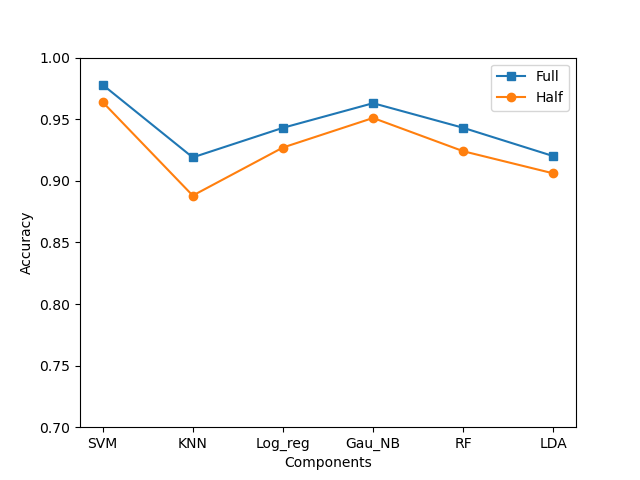 1.00
0.95
0.90
0.85
0.80
0.75
0.70
Accuracy
Full
Half
SVM KNN Log_reg Gau_NB RF LDA
Components